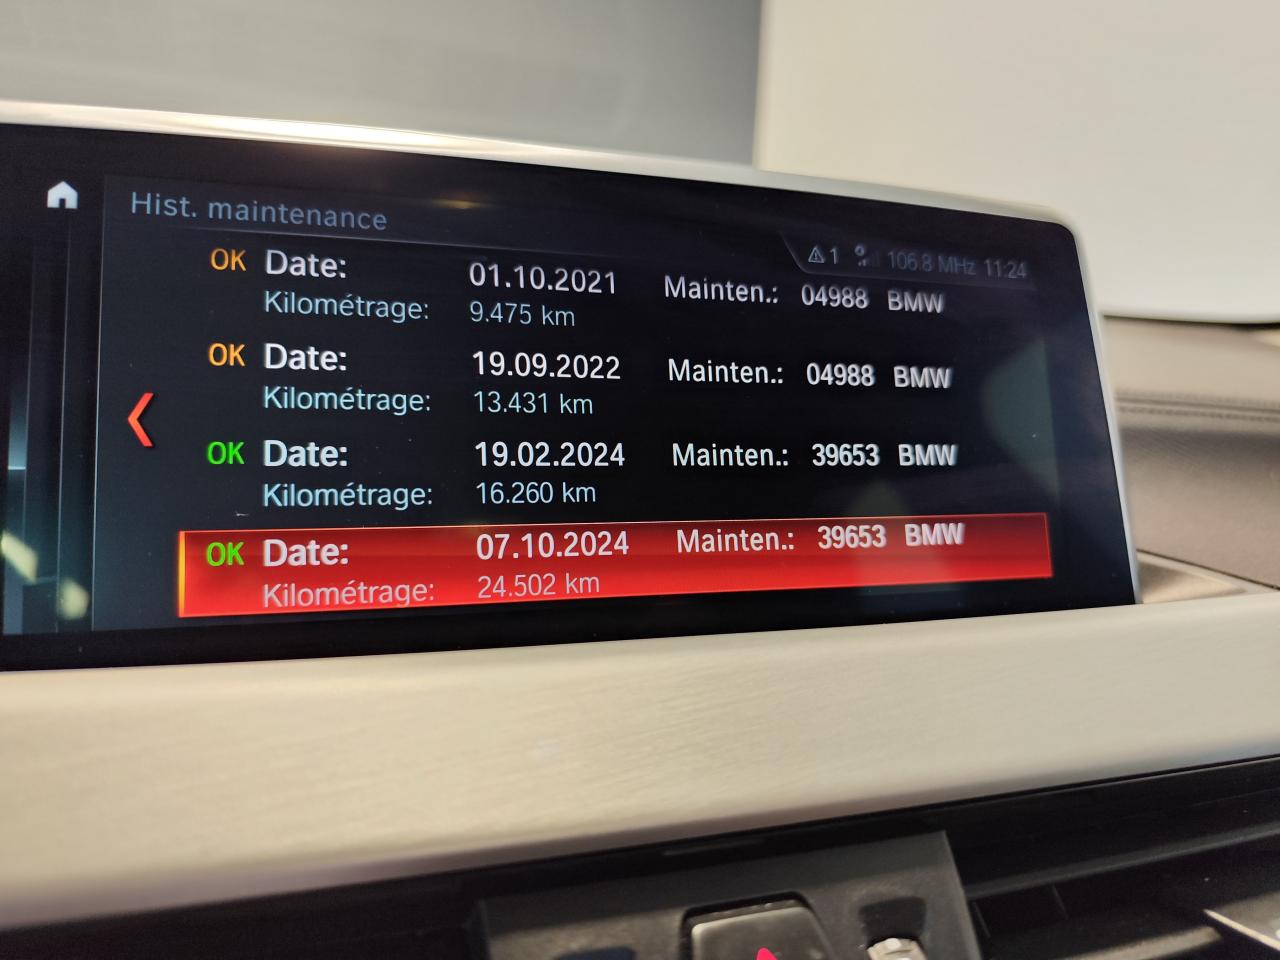 Hist. maintenance
1 106.8 MHz 11:24
OK Date: 01.10.2021 Mainten.: 04988 BMW
Kilométrage: 9.475 km
OK Date: 19.09.2022 Mainten.: 04988 BMW
Kilométrage: 13.431 km
OK Date: 19.02.2024 Mainten.: 39653 BMW
Kilométrage: 16.260 km
OK Date: 07.10.2024 Mainten.: 39653 BMW
Kilométrage: 24.502 km